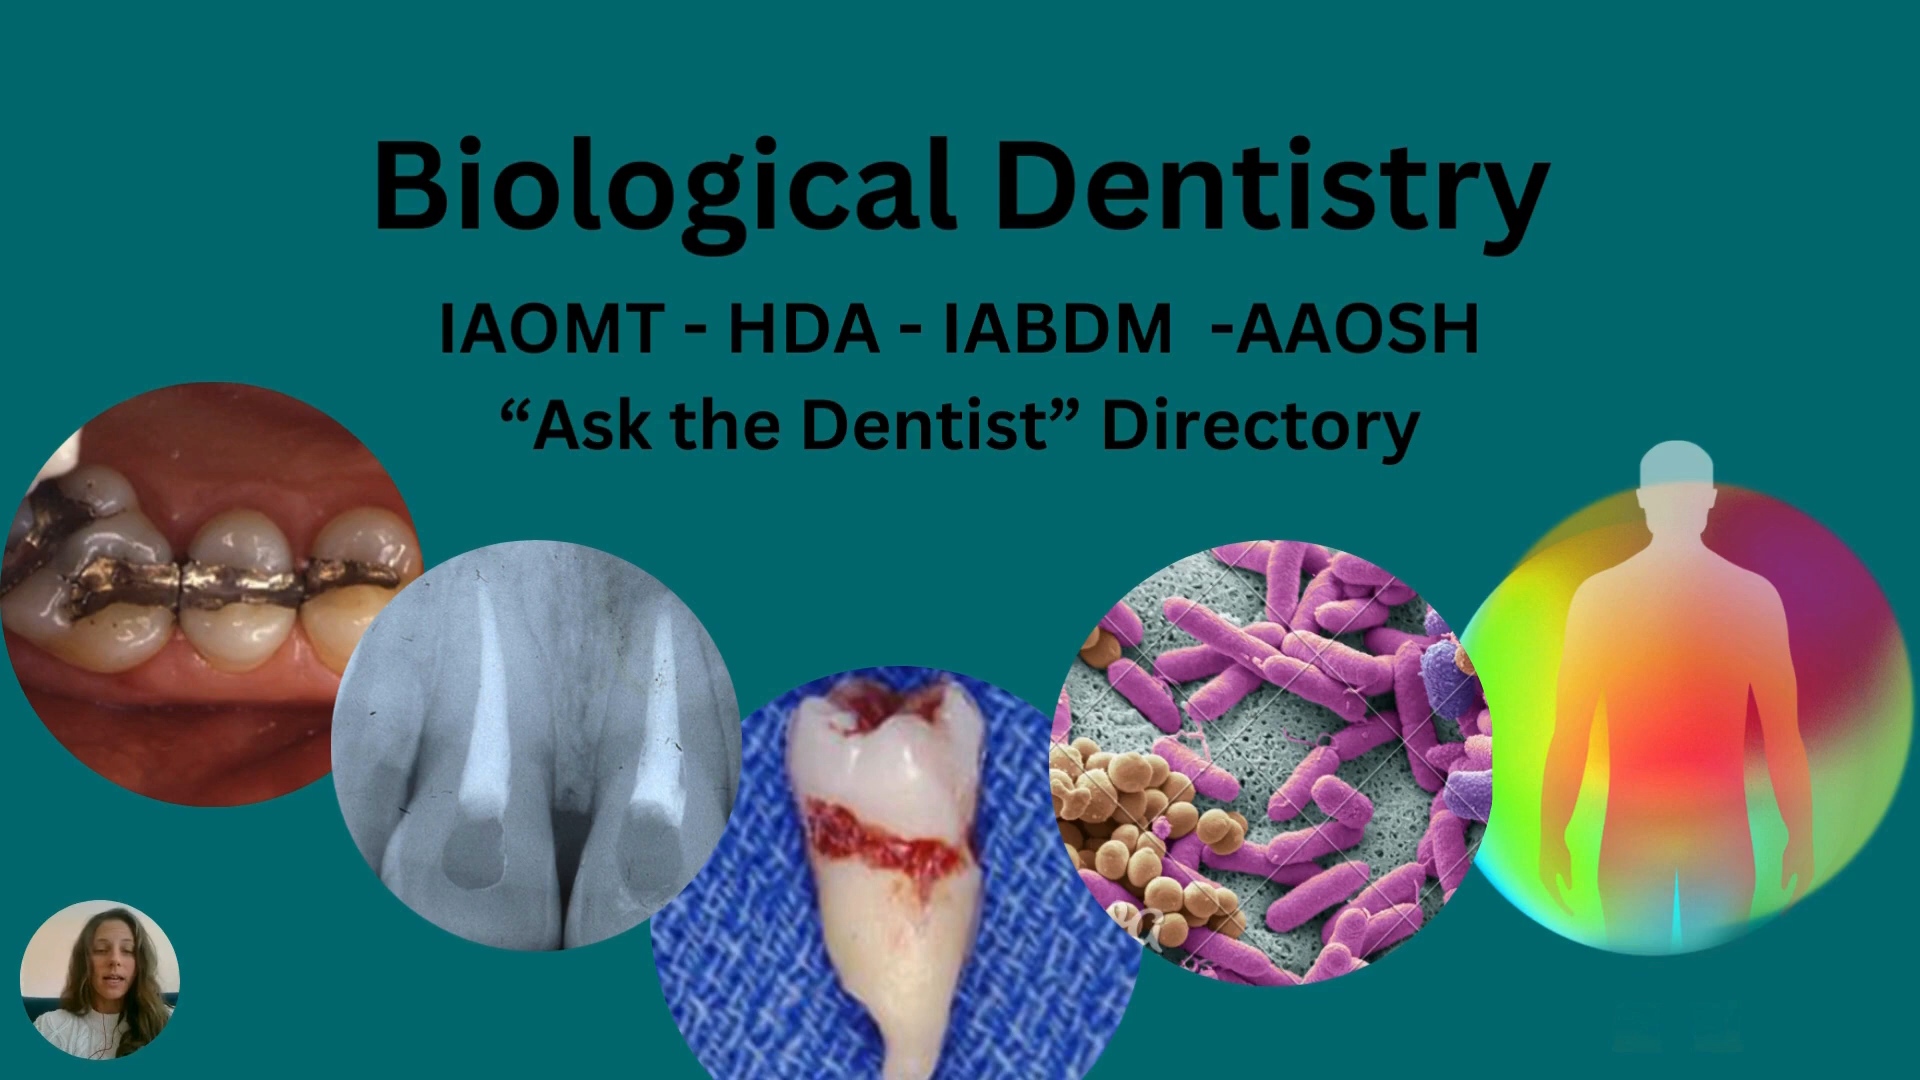 Biological Dentistry
IAOMT - HDA - IABDM -AAOSH
“Ask the Dentist” Directory